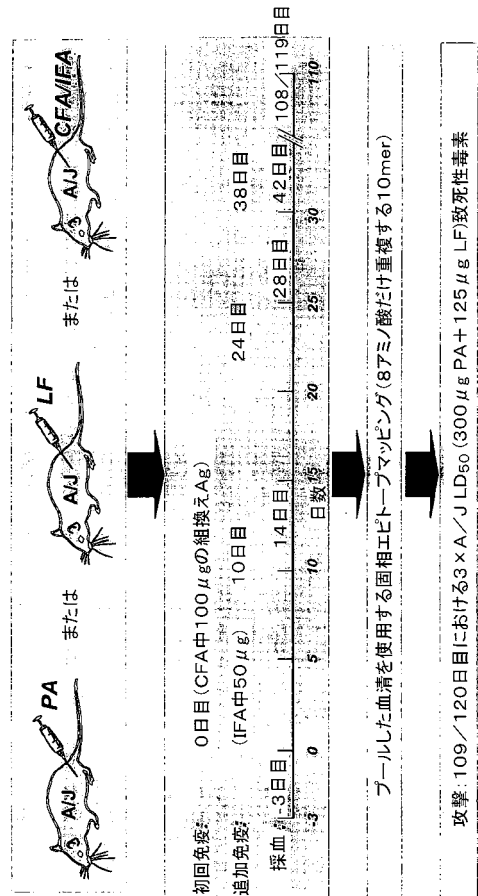 PA
A/J
または
LF
A/J
または
CFA/IFA
A/J
初回免疫: 0日目(CFA中100μgの組換えAg)
追加免疫: (IFA中50μg) 10日目 24日目 38日目
採血: -3日目 14日目 28日目 42日目 108/119日目
-3 0 5 10 15 20 25 30 110
日数
プールした血清を使用する固相エピトープマッピング(8アミノ酸だけ重複する10mer)
攻撃 109/120日目における3×A/J LD50(300μg PA+125μg LF)致死性毒素